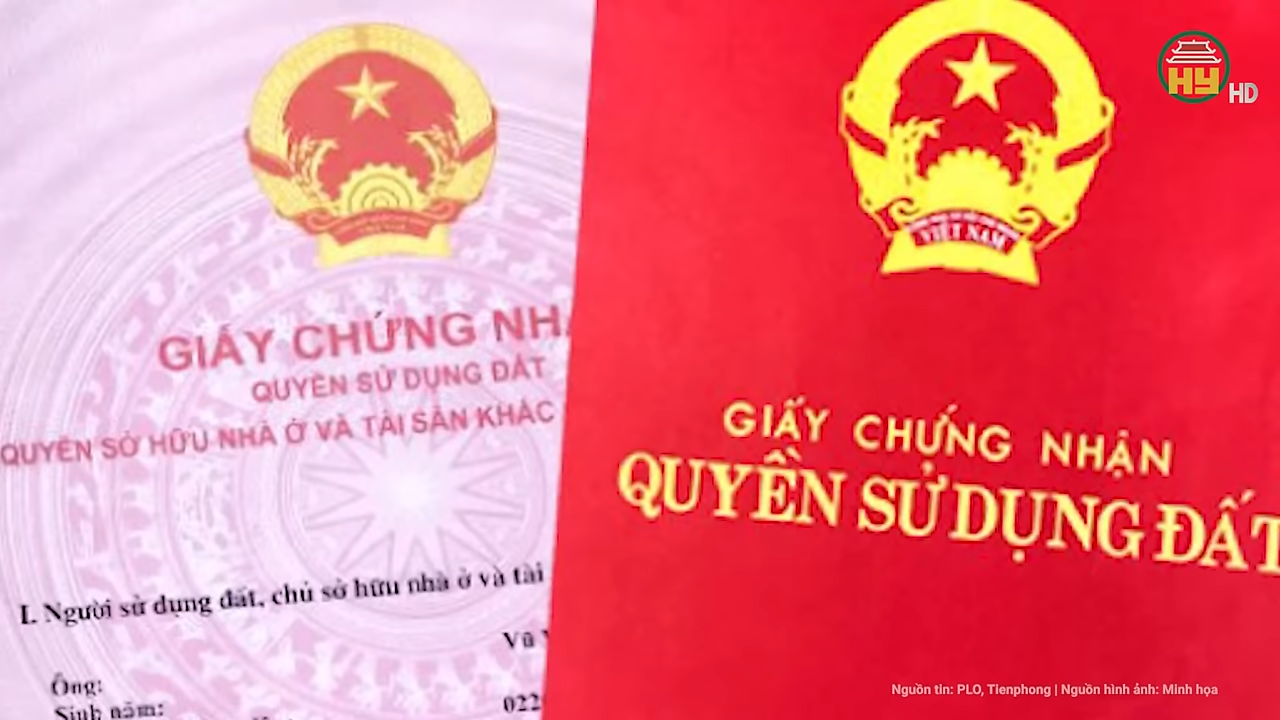 GIẤY CHỨNG NHẬ
QUYỀN SỬ DỤNG ĐẤT
QUYỀN SỞ HỮU NHÀ Ở VÀ TÀI SẢN KHÁC
I. Người sử dụng đất, chủ sở hữu nhà ở và tài
Vũ
Ông:
Sinh năm:
022
VIỆT NAM
GIẤY CHỨNG NHẬN
QUYỀN SỬ DỤNG ĐẤT
HY HD
Nguồn tin: PLO, Tienphong | Nguồn hình ảnh: Minh họa